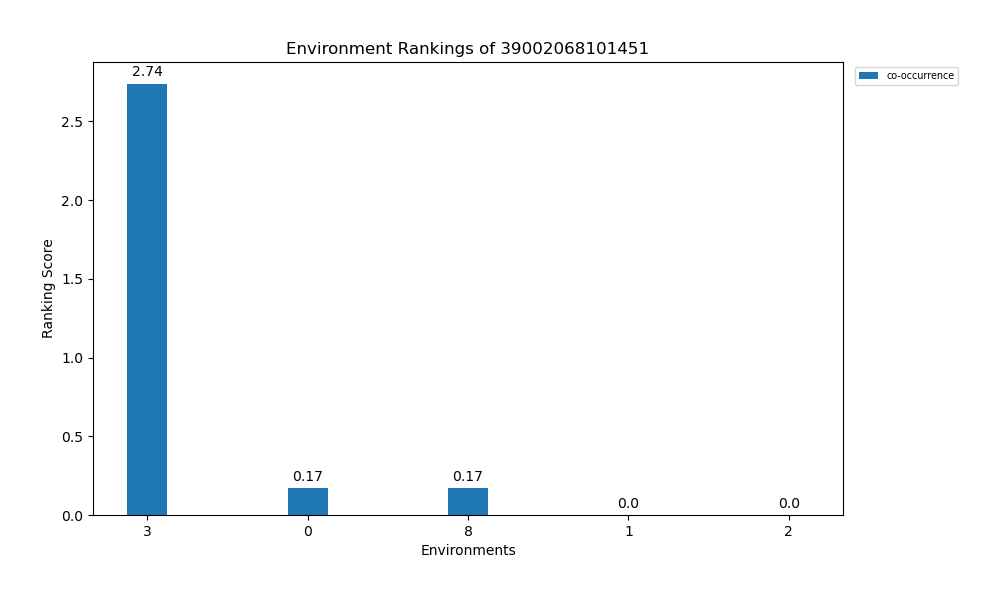 Environment Rankings of 39002068101451
co-occurrence
2.74
0.17
0.17
0.0
0.0
Ranking Score
2.5
2.0
1.5
1.0
0.5
0.0
3 0 8 1 2
Environments